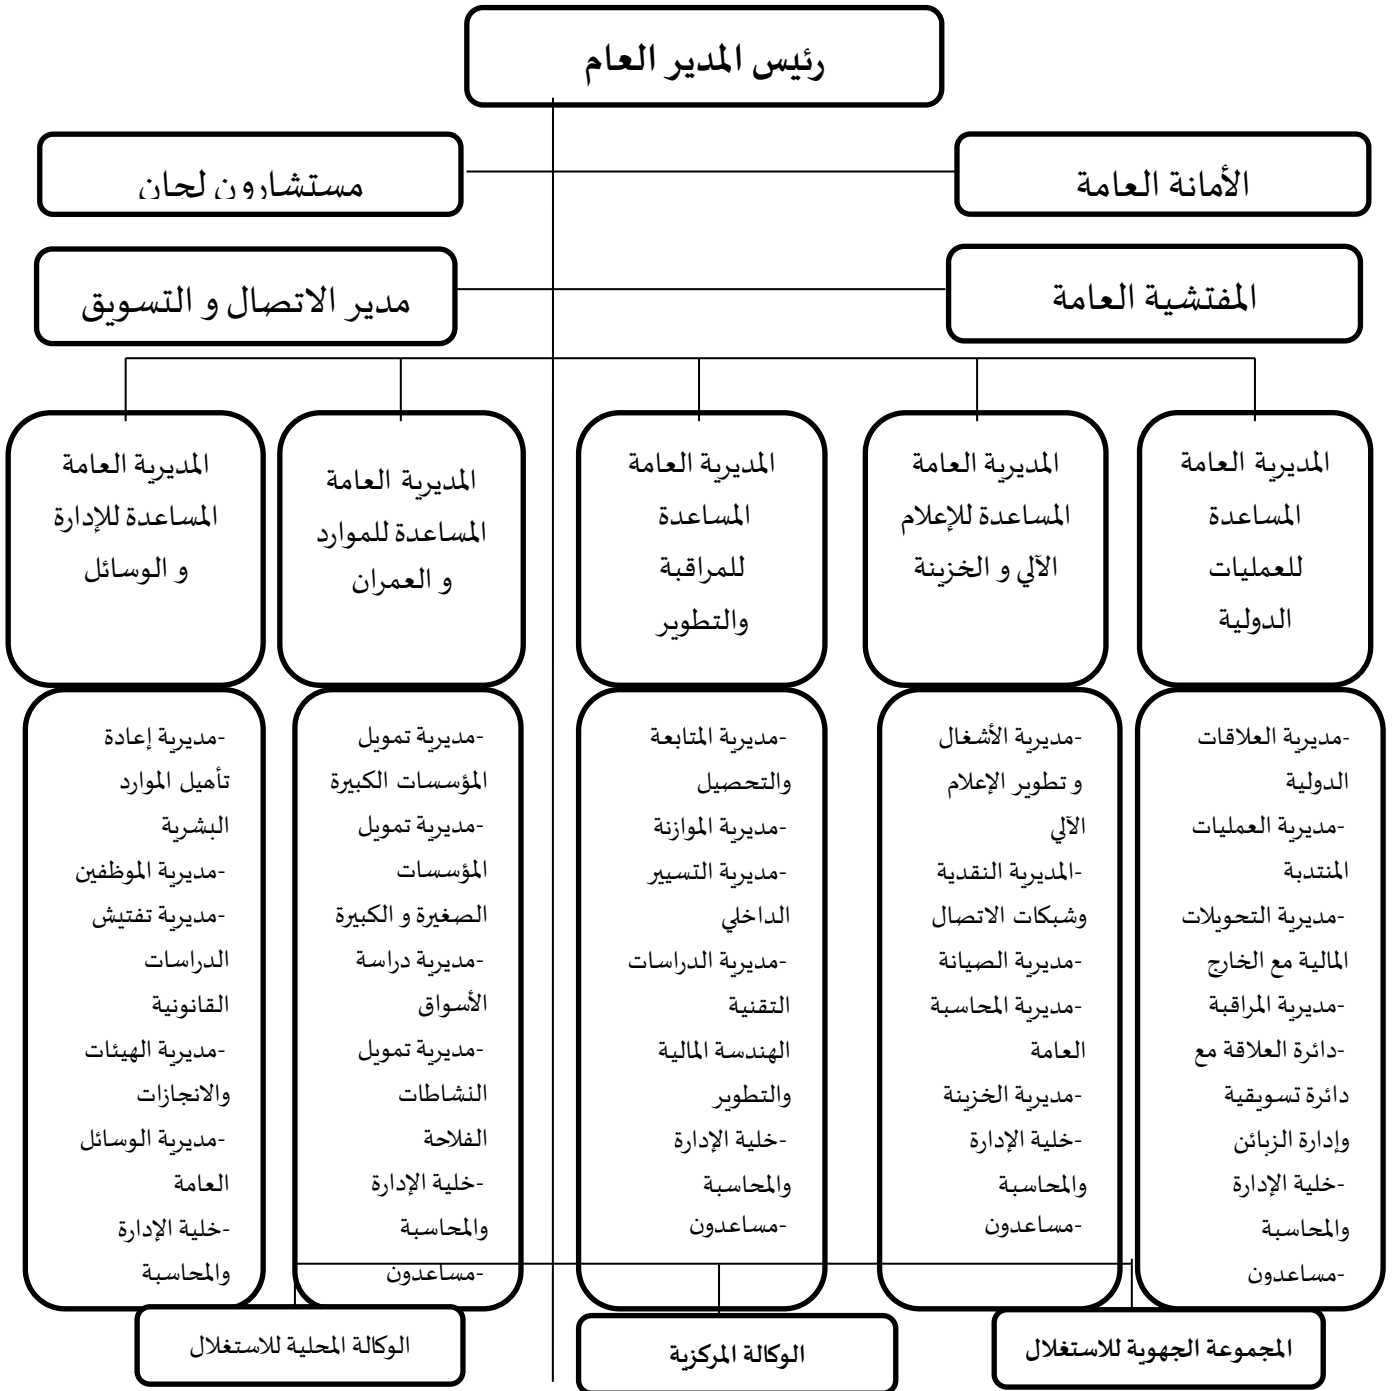 رئيس المدير العام
الأمانة العامة
مستشارون لجان
المفتشية العامة
مدير الاتصال و التسويق
المديرية العامة
المساعدة
للعمليات
الدولية
المديرية العامة
المساعدة للإعلام
الآلي و الخزينة
المديرية العامة
المساعدة
للمراقبة
والتطوير
المديرية العامة
المساعدة للموارد
و العمران
المديرية العامة
المساعدة للإدارة
و الوسائل
-مديرية العلاقات
الدولية
-مديرية العمليات
المنتدبة
-مديرية التحويلات
المالية مع الخارج
-مديرية المراقبة
-دائرة العلاقة مع
دائرة تسويقية
وإدارة الزبائن
-خلية الإدارة
والمحاسبة
-مساعدون
-مديرية الأشغال
و تطوير الإعلام
الآلي
-المديرية النقدية
وشبكات الاتصال
-مديرية الصيانة
-مديرية المحاسبة
العامة
-مديرية الخزينة
-خلية الإدارة
والمحاسبة
-مساعدون
-مديرية المتابعة
والتحصيل
-مديرية الموازنة
-مديرية التسيير
الداخلي
-مديرية الدراسات
التقنية
الهندسة المالية
والتطوير
-خلية الإدارة
والمحاسبة
-مساعدون
-مديرية تمويل
المؤسسات الكبيرة
-مديرية تمويل
المؤسسات
الصغيرة و الكبيرة
-مديرية دراسة
الأسواق
-مديرية تمويل
النشاطات
الفلاحة
-خلية الإدارة
والمحاسبة
-مساعدون
-مديرية إعادة
تأهيل الموارد
البشرية
-مديرية الموظفين
-مديرية تفتيش
الدراسات
القانونية
-مديرية الهيئات
والانجازات
-مديرية الوسائل
العامة
-خلية الإدارة
والمحاسبة
المجموعة الجهوية للاستغلال
الوكالة المركزية
الوكالة المحلية للاستغلال